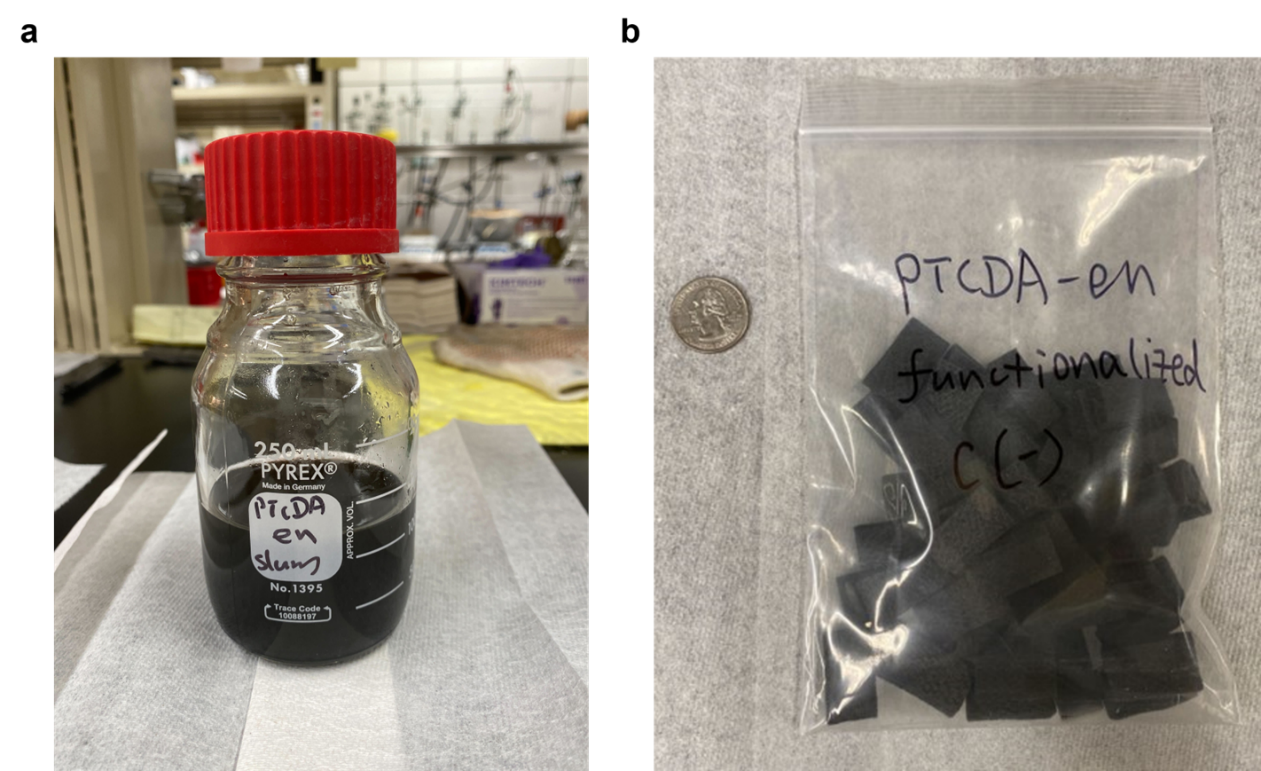 a
b
250 mL
PYREX®
Made in Germany
PTCDA
en
slurry
APPROX. VOL.
No.1395
Trace Code
10088197
PTCDA-en
functionalized
C(-)